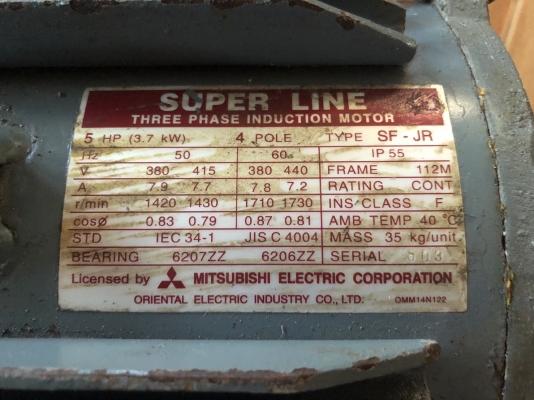 SUPER LINE
THREE PHASE INDUCTION MOTOR
5 HP (3.7 kW) 4 POLE TYPE SF-JR
Hz 50 60 IP 55
V 380 415 380 440 FRAME 112M
A 7.9 7.7 7.8 7.2 RATING CONT
r/min 1420 1430 1710 1730 INS CLASS F
cosø 0.83 0.79 0.87 0.81 AMB TEMP 40 °C
STD IEC 34-1 JIS C 4004 MASS 35 kg/unit
BEARING 6207ZZ 6206ZZ SERIAL
Licensed by MITSUBISHI ELECTRIC CORPORATION
ORIENTAL ELECTRIC INDUSTRY CO., LTD. OMM14N122